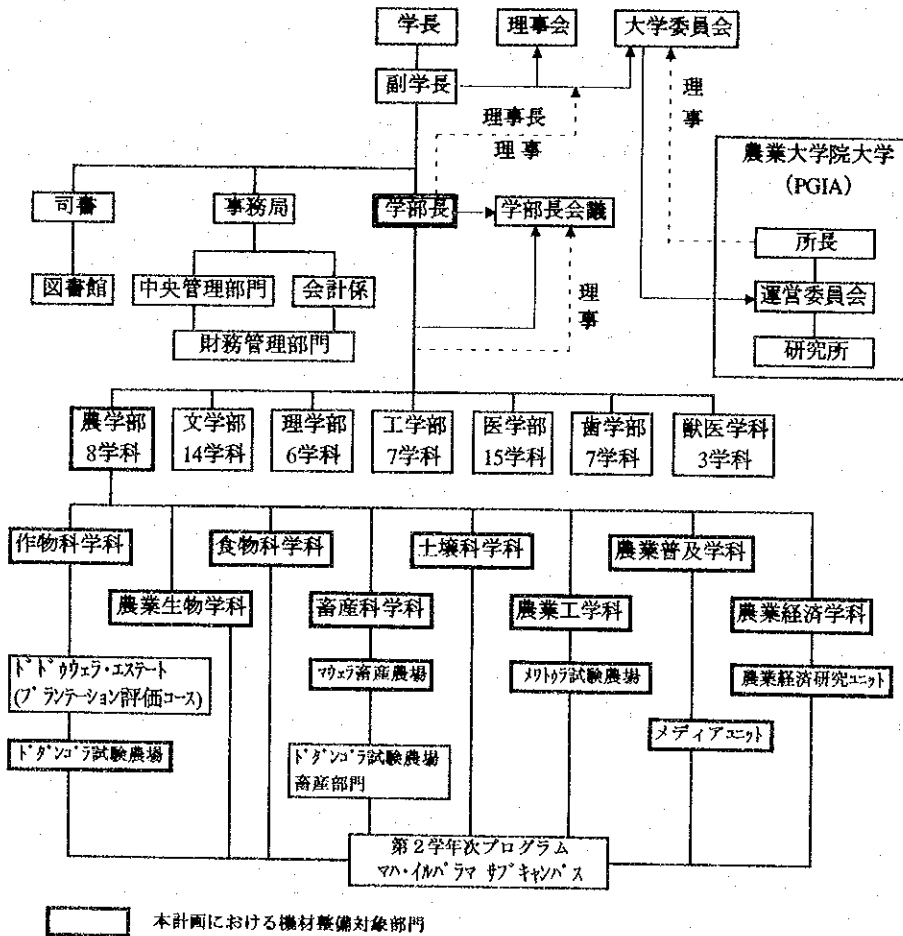 学長
理事会
大学委員会
副学長
理事長
理事
理事
農業大学院大学
(PGIA)
司書
事務局
学部長
学部長会議
所長
図書館
中央管理部門
会計係
理事
運営委員会
財務管理部門
研究所
農学部
8学科
文学部
14学科
理学部
6学科
工学部
7学科
医学部
15学科
歯学部
7学科
獣医学科
3学科
作物科学科
食物科学科
土壌科学科
農業普及学科
農業生物学科
畜産科学科
農業工学科
農業経済学科
ドドゥウェラ・エステート
(プランテーション評価コース)
マウェラ畜産農場
メワトゥラ試験農場
農業経済研究ユニット
メディアユニット
ドダンゴラ試験農場
ドダンゴラ試験農場
畜産部門
第2学年次プログラム
マハ・イルパラマ サブキャンパス
本計画における機材整備対象部門